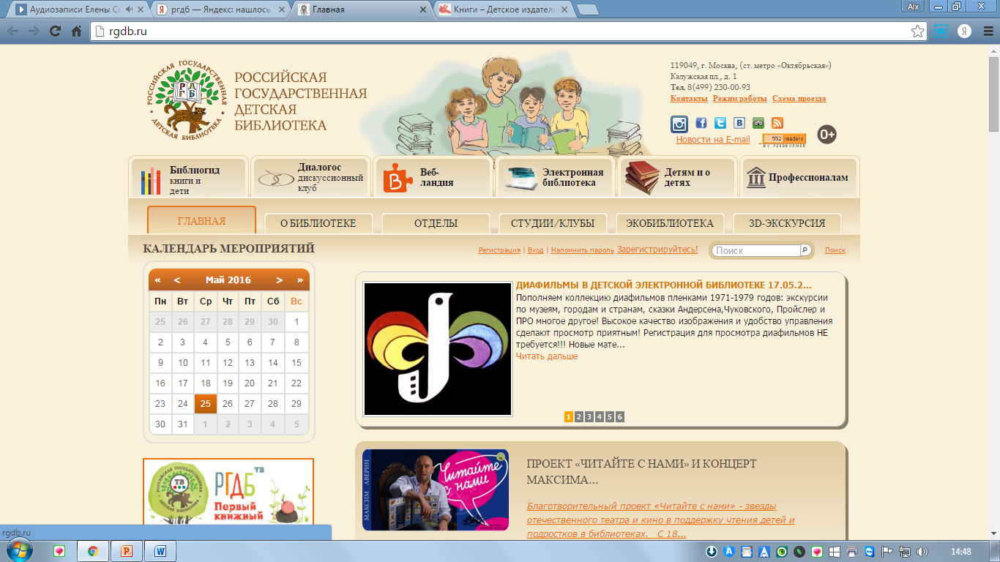 Аудиозаписи Елены Сы
ргдб — Яндекс: нашлось
Главная
Книги – Детское издатель
Alx
rgdb.ru
РОССИЙСКАЯ ГОСУДАРСТВЕННАЯ
РГДБ
ДЕТСКАЯ БИБЛИОТЕКА
РОССИЙСКАЯ
ГОСУДАРСТВЕННАЯ
ДЕТСКАЯ
БИБЛИОТЕКА
119049, г. Москва, (ст. метро «Октябрьская»)
Калужская пл., д. 1
Тел. 8(499) 230-00-93
Контакты Режим работы Схема проезда
Новости на E-mail
552 readers
BY FEEDBURNER
0+
Библиогид
книги и
дети
Диалогос
дискуссионный
клуб
Веб-
ландия
Электронная
библиотека
Детям и о
детях
Профессионалам
ГЛАВНАЯ
О БИБЛИОТЕКЕ
ОТДЕЛЫ
СТУДИИ/КЛУБЫ
ЭКОБИБЛИОТЕКА
3D-ЭКСКУРСИЯ
КАЛЕНДАРЬ МЕРОПРИЯТИЙ
Регистрация | Вход | Напомнить пароль Зарегистрируйтесь!
Поиск
Поиск
« < Май 2016 > »
Пн Вт Ср Чт Пт Сб Вс
25 26 27 28 29 30 1
2 3 4 5 6 7 8
9 10 11 12 13 14 15
16 17 18 19 20 21 22
23 24 25 26 27 28 29
30 31 1 2 3 4 5
ДИАФИЛЬМЫ В ДЕТСКОЙ ЭЛЕКТРОННОЙ БИБЛИОТЕКЕ 17.05.2...
Пополняем коллекцию диафильмов пленками 1971-1979 годов: экскурсии
по музеям, городам и странам, сказки Андерсена,Чуковского, Пройслер и
ПРО многое другое! Высокое качество изображения и удобство управления
сделают просмотр приятным! Регистрация для просмотра диафильмов НЕ
требуется!!! Новые мате...
Читать дальше
1 2 3 4 5 6
РОССИЙСКАЯ ГОСУДАРСТВЕННАЯ
ТВ
ДЕТСКАЯ БИБЛИОТЕКА
РГДБ ТВ
Первый
книжный
МАКСИМ АВЕРИН
Читайте
с нами
ПРОЕКТ «ЧИТАЙТЕ С НАМИ» И КОНЦЕРТ
МАКСИМА...
Благотворительный проект «Читайте с нами» - звезды
отечественного театра и кино в поддержку чтения детей и
подростков в библиотеках. С 18...
rgdb.ru
14:48